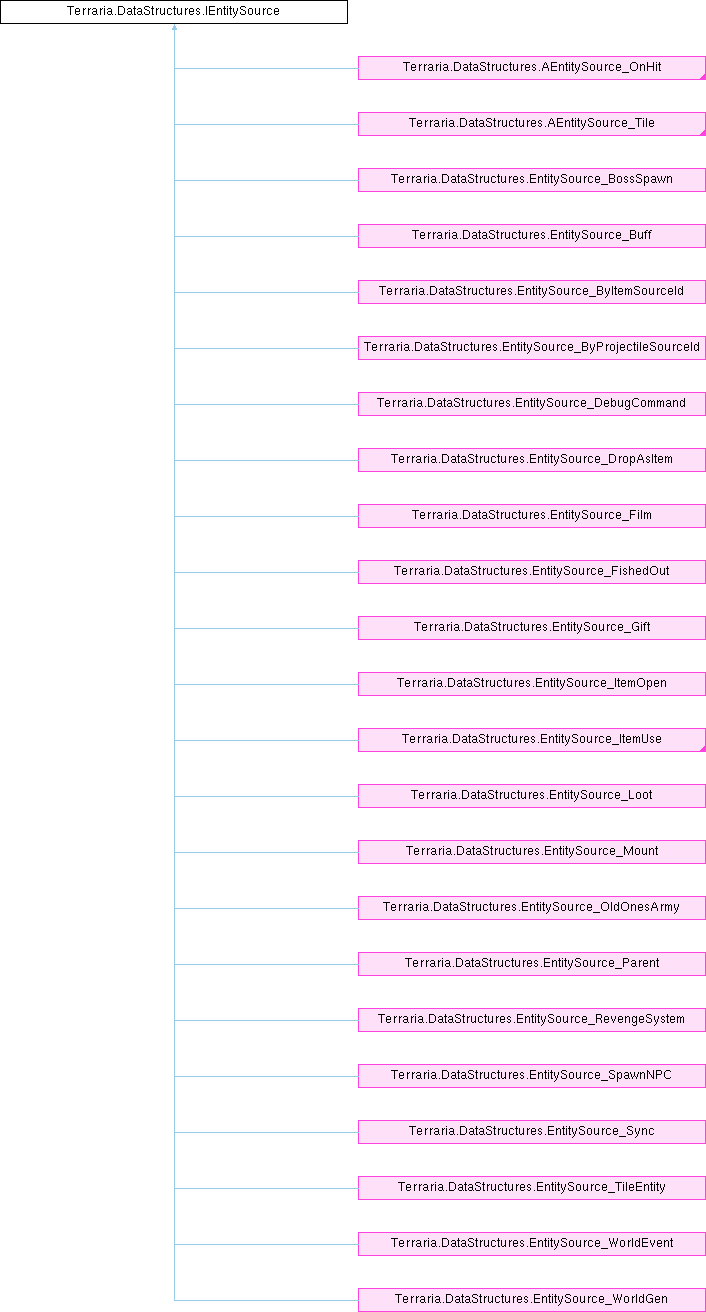 Terraria.DataStructures.IEntitySource
Terraria.DataStructures.AEntitySource_OnHit
Terraria.DataStructures.AEntitySource_Tile
Terraria.DataStructures.EntitySource_BossSpawn
Terraria.DataStructures.EntitySource_Buff
Terraria.DataStructures.EntitySource_ByItemSourceId
Terraria.DataStructures.EntitySource_ByProjectileSourceId
Terraria.DataStructures.EntitySource_DebugCommand
Terraria.DataStructures.EntitySource_DropAsItem
Terraria.DataStructures.EntitySource_Film
Terraria.DataStructures.EntitySource_FishedOut
Terraria.DataStructures.EntitySource_Gift
Terraria.DataStructures.EntitySource_ItemOpen
Terraria.DataStructures.EntitySource_ItemUse
Terraria.DataStructures.EntitySource_Loot
Terraria.DataStructures.EntitySource_Mount
Terraria.DataStructures.EntitySource_OldOnesArmy
Terraria.DataStructures.EntitySource_Parent
Terraria.DataStructures.EntitySource_RevengeSystem
Terraria.DataStructures.EntitySource_SpawnNPC
Terraria.DataStructures.EntitySource_Sync
Terraria.DataStructures.EntitySource_TileEntity
Terraria.DataStructures.EntitySource_WorldEvent
Terraria.DataStructures.EntitySource_WorldGen